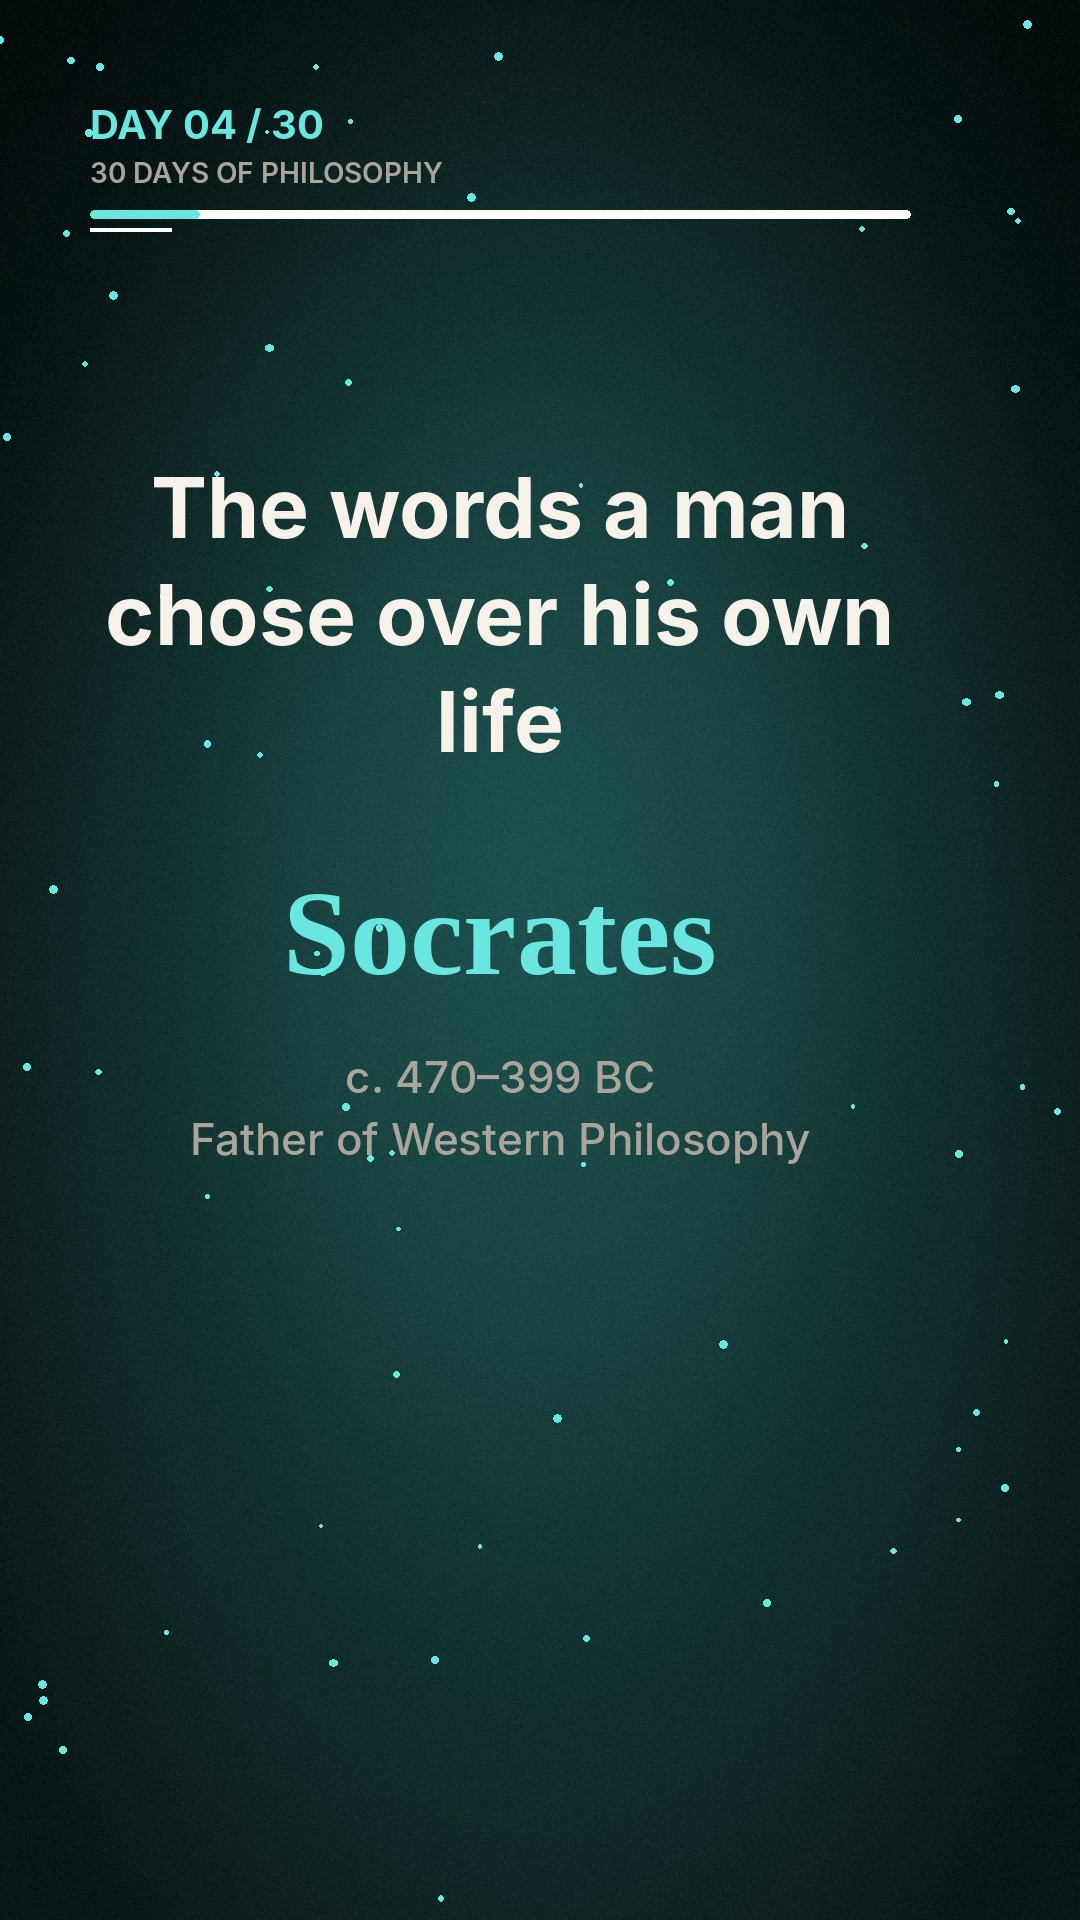 DAY 04 / 30
30 DAYS OF PHILOSOPHY
The words a man
chose over his own
life
Socrates
c. 470–399 BC
Father of Western Philosophy